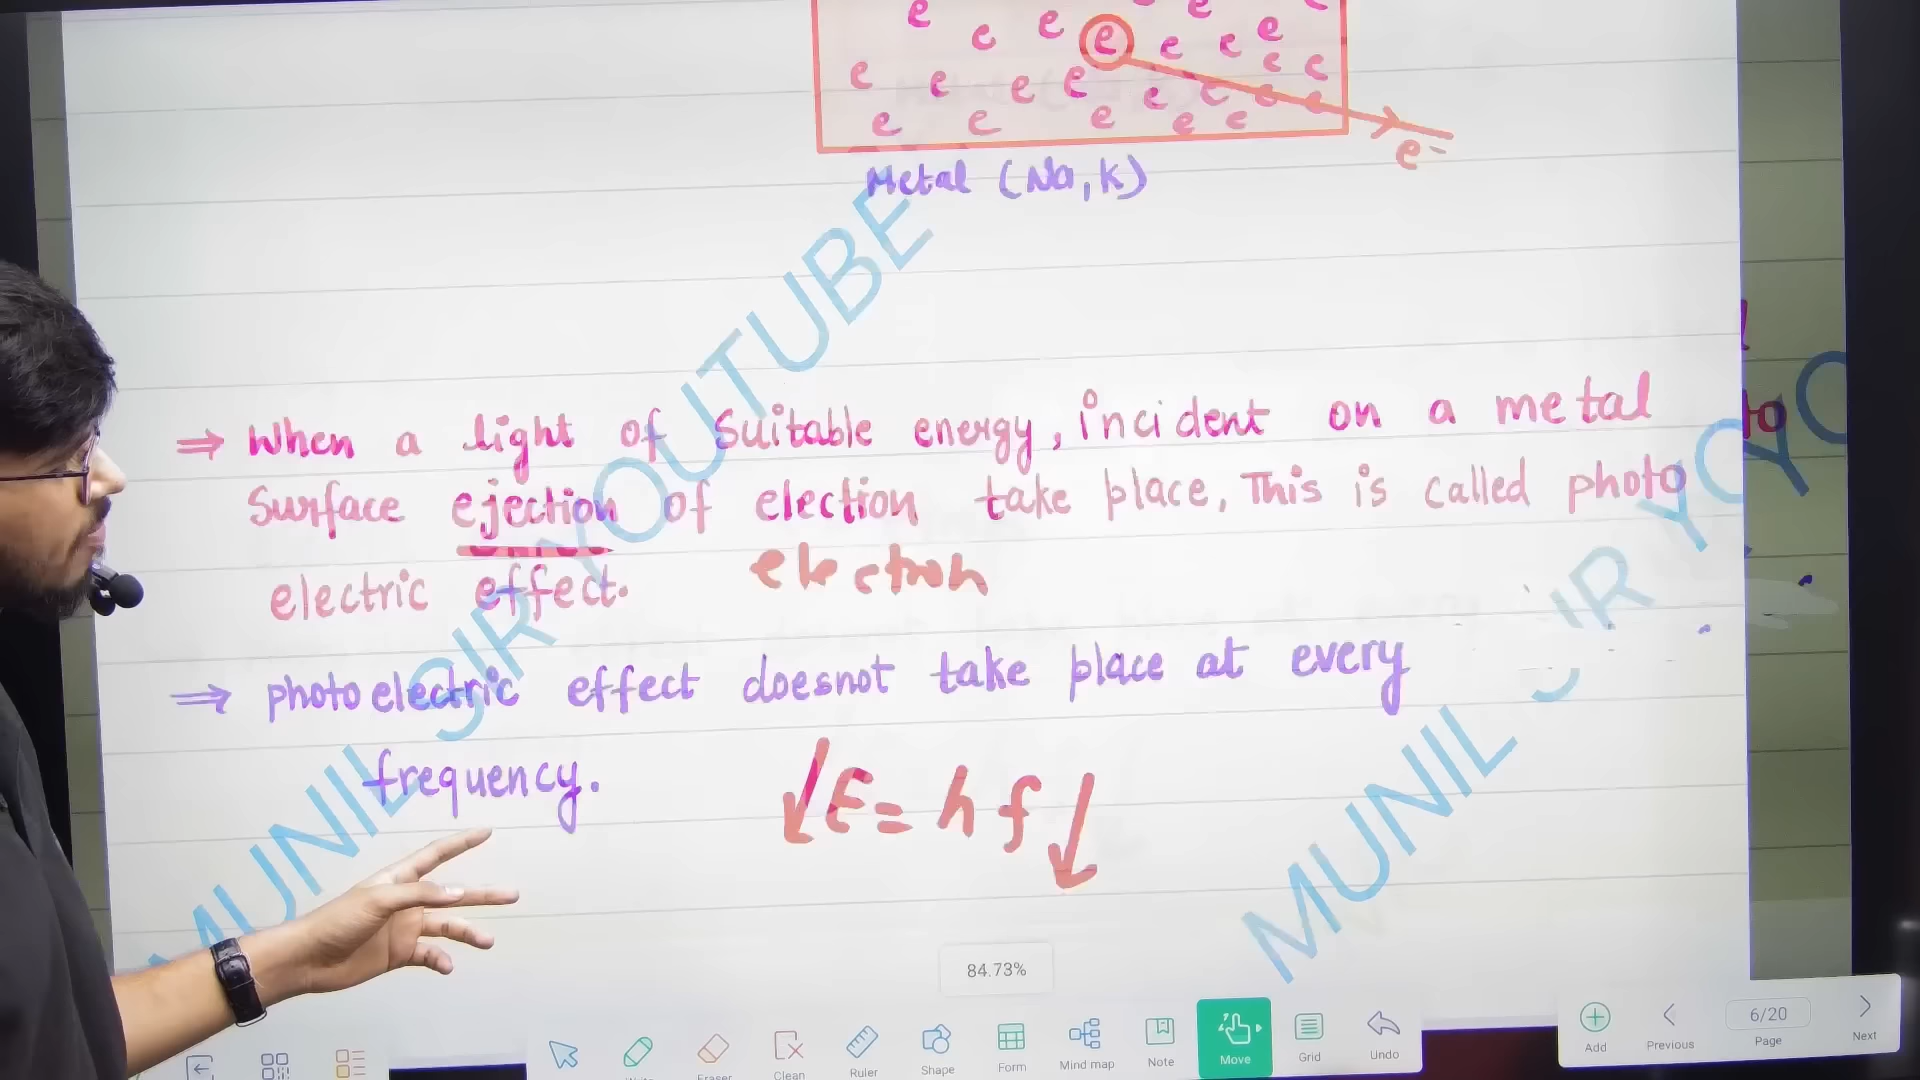 e e e e e e e
e e e e e e e e e
e e e e e
e-
Metal (Na,K)
⇒ When a light of Suitable energy, incident on a metal
Surface ejection of election take place, This is called photo
electric effect.
electron
⇒ photo electric effect doesnot take place at every
frequency.
↓E = hf↓
MUNIL SIR YOUTUBE
MUNIL SIR YO
to
84.73%
Clean Ruler Shape Form Mind map Note Move Grid Undo
Add Previous 6/20 Page Next